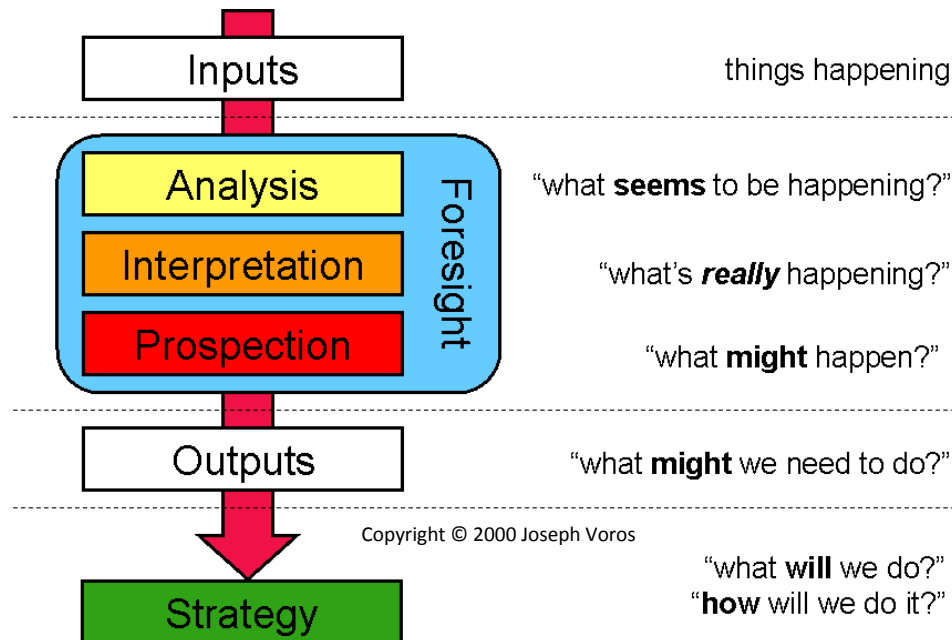 Inputs
things happening
Analysis
“what seems to be happening?”
Foresight
Interpretation
“what’s really happening?”
Prospection
“what might happen?”
Outputs
“what might we need to do?”
Copyright © 2000 Joseph Voros
“what will we do?”
“how will we do it?”
Strategy